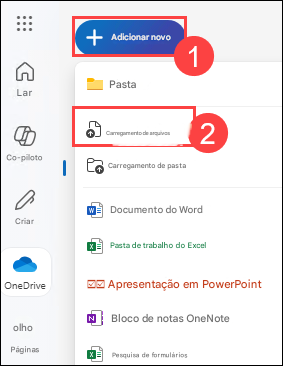 Adicionar novo
1
Pasta
Lar
Carregamento de arquivos
2
Co-piloto
Carregamento de pasta
Criar
Documento do Word
Pasta de trabalho do Excel
OneDrive
Apresentação em PowerPoint
olho
Bloco de notas OneNote
Páginas
Pesquisa de formulários